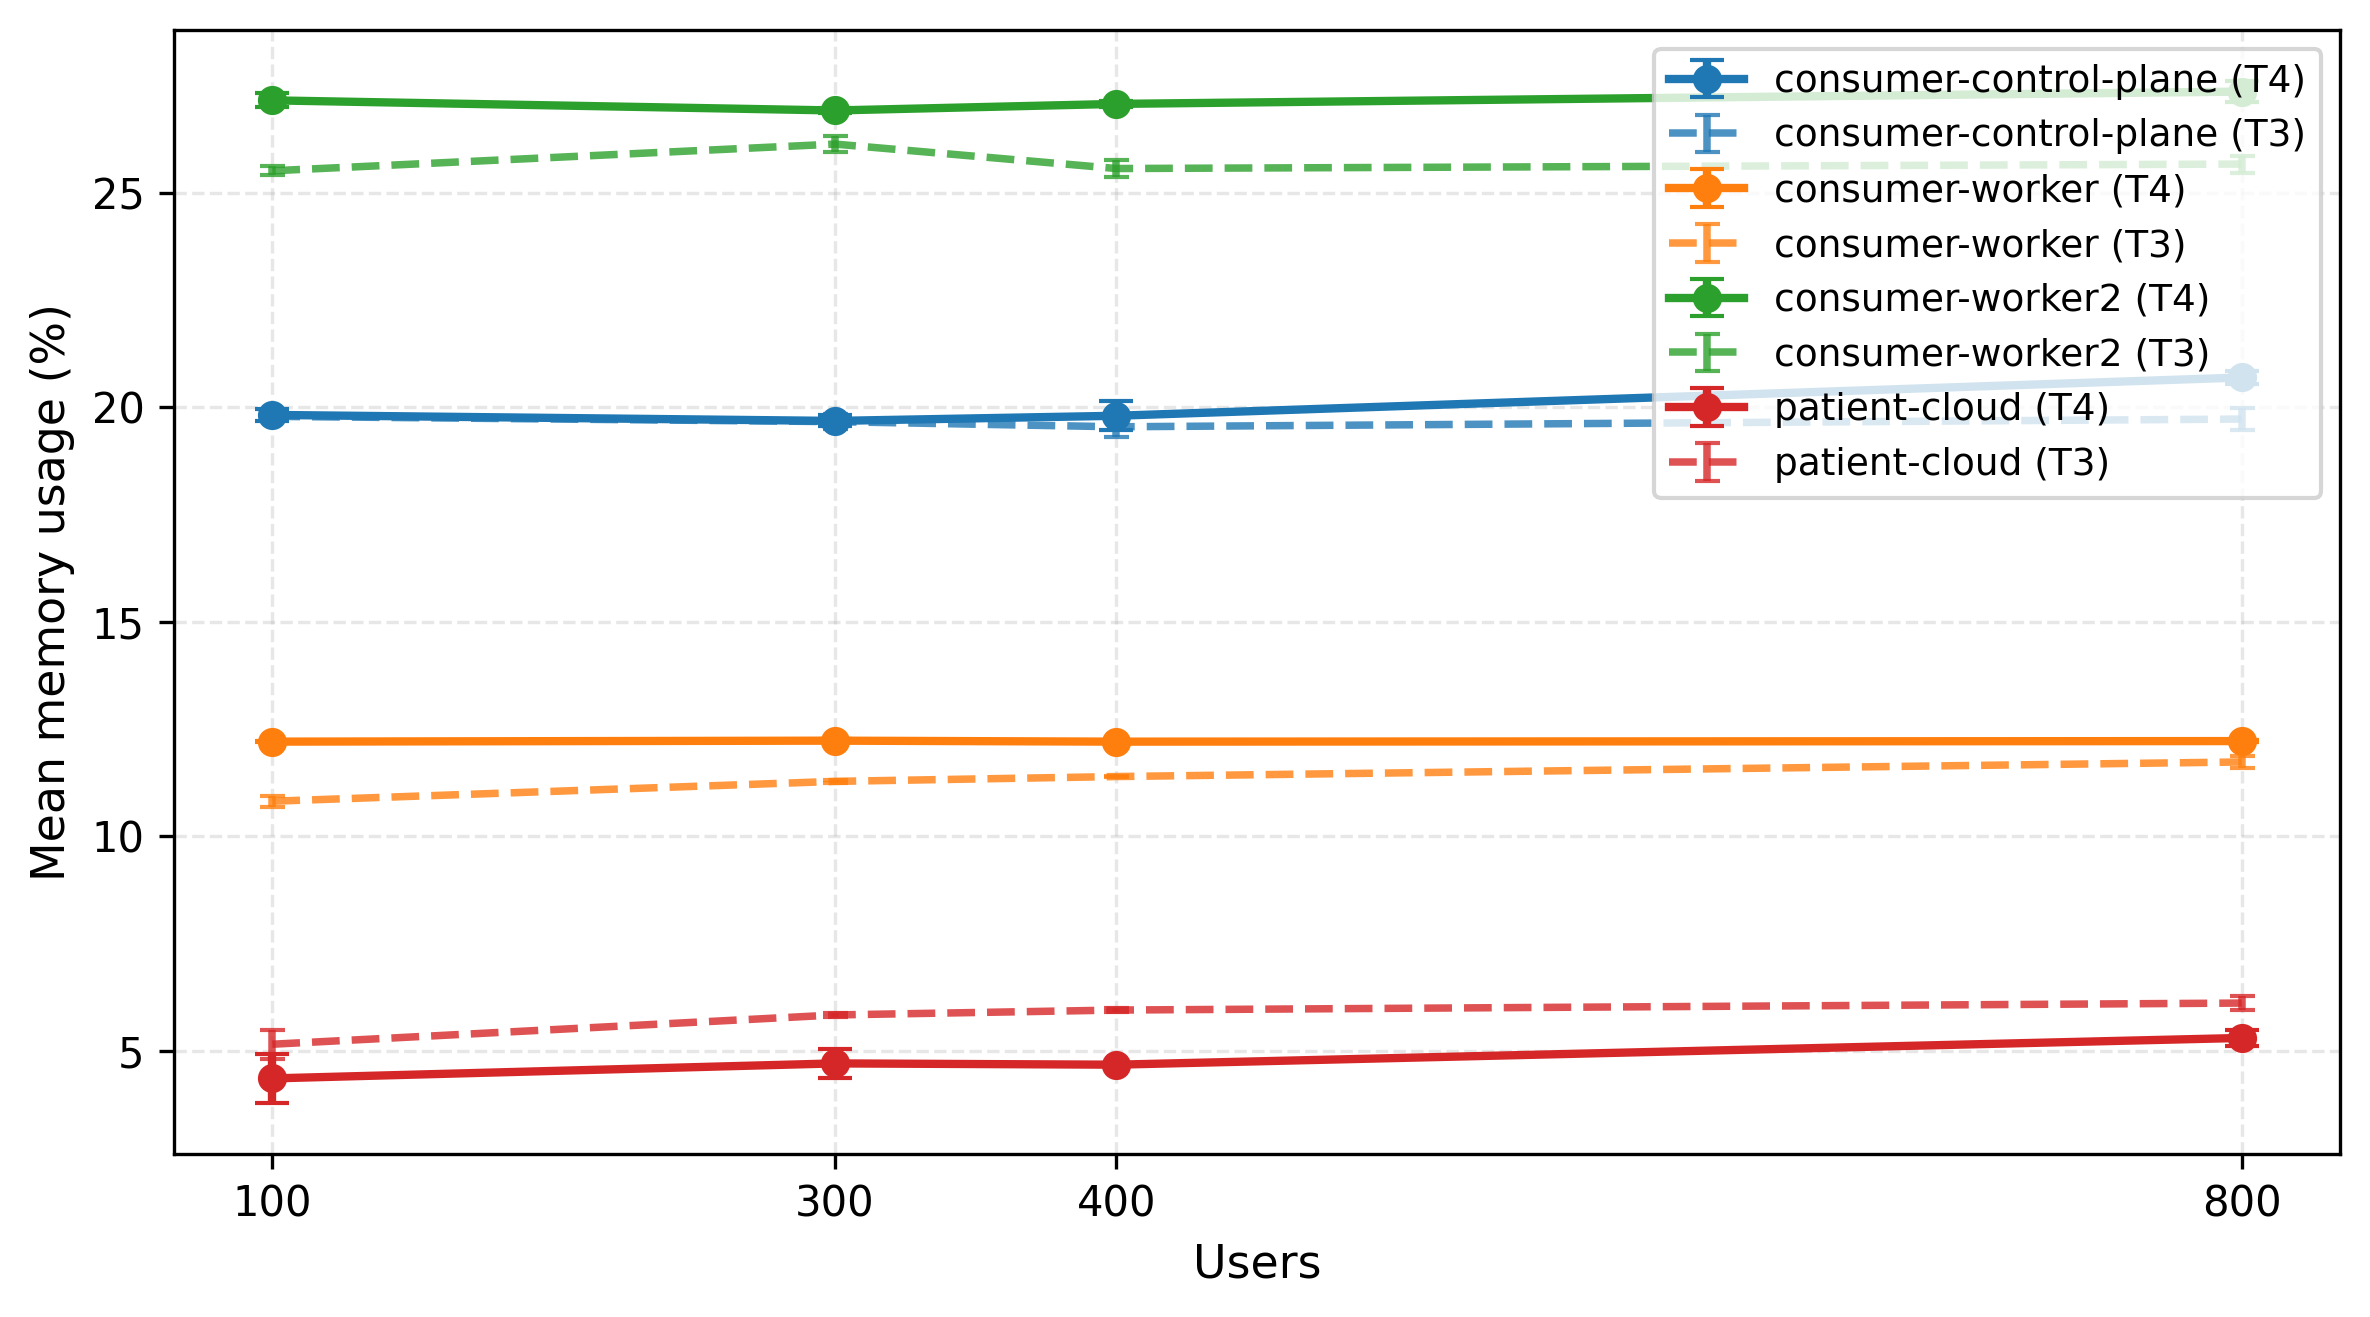 consumer-control-plane (T4)
consumer-control-plane (T3)
consumer-worker (T4)
consumer-worker (T3)
consumer-worker2 (T4)
consumer-worker2 (T3)
patient-cloud (T4)
patient-cloud (T3)
Mean memory usage (%)
25
20
15
10
5
100
300
400
800
Users